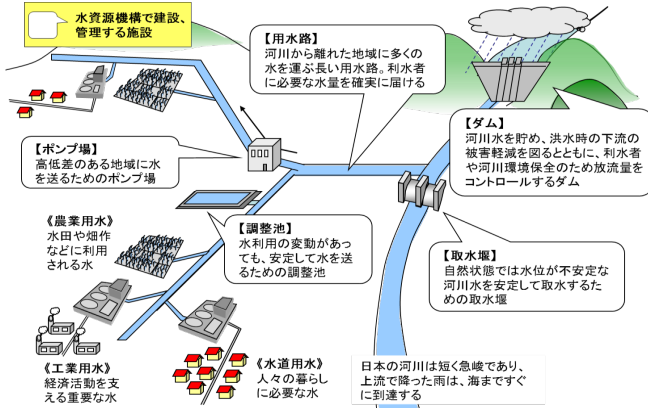 水資源機構で建設、
管理する施設
【用水路】
河川から離れた地域に多くの
水を運ぶ長い用水路。利水者
に必要な水量を確実に届ける
【ダム】
河川水を貯め、洪水時の下流の
被害軽減を図るとともに、利水者
や河川環境保全のため放流量を
コントロールするダム
【ポンプ場】
高低差のある地域に水
を送るためのポンプ場
【調整池】
水利用の変動があっ
ても、安定して水を送
るための調整池
【取水堰】
自然状態では水位が不安定な
河川水を安定して取水するた
めの取水堰
《農業用水》
水田や畑作
などに利用
される水
《工業用水》
経済活動を支
える重要な水
《水道用水》
人々の暮らし
に必要な水
日本の河川は短く急峻であり、
上流で降った雨は、海まですぐ
に到達する